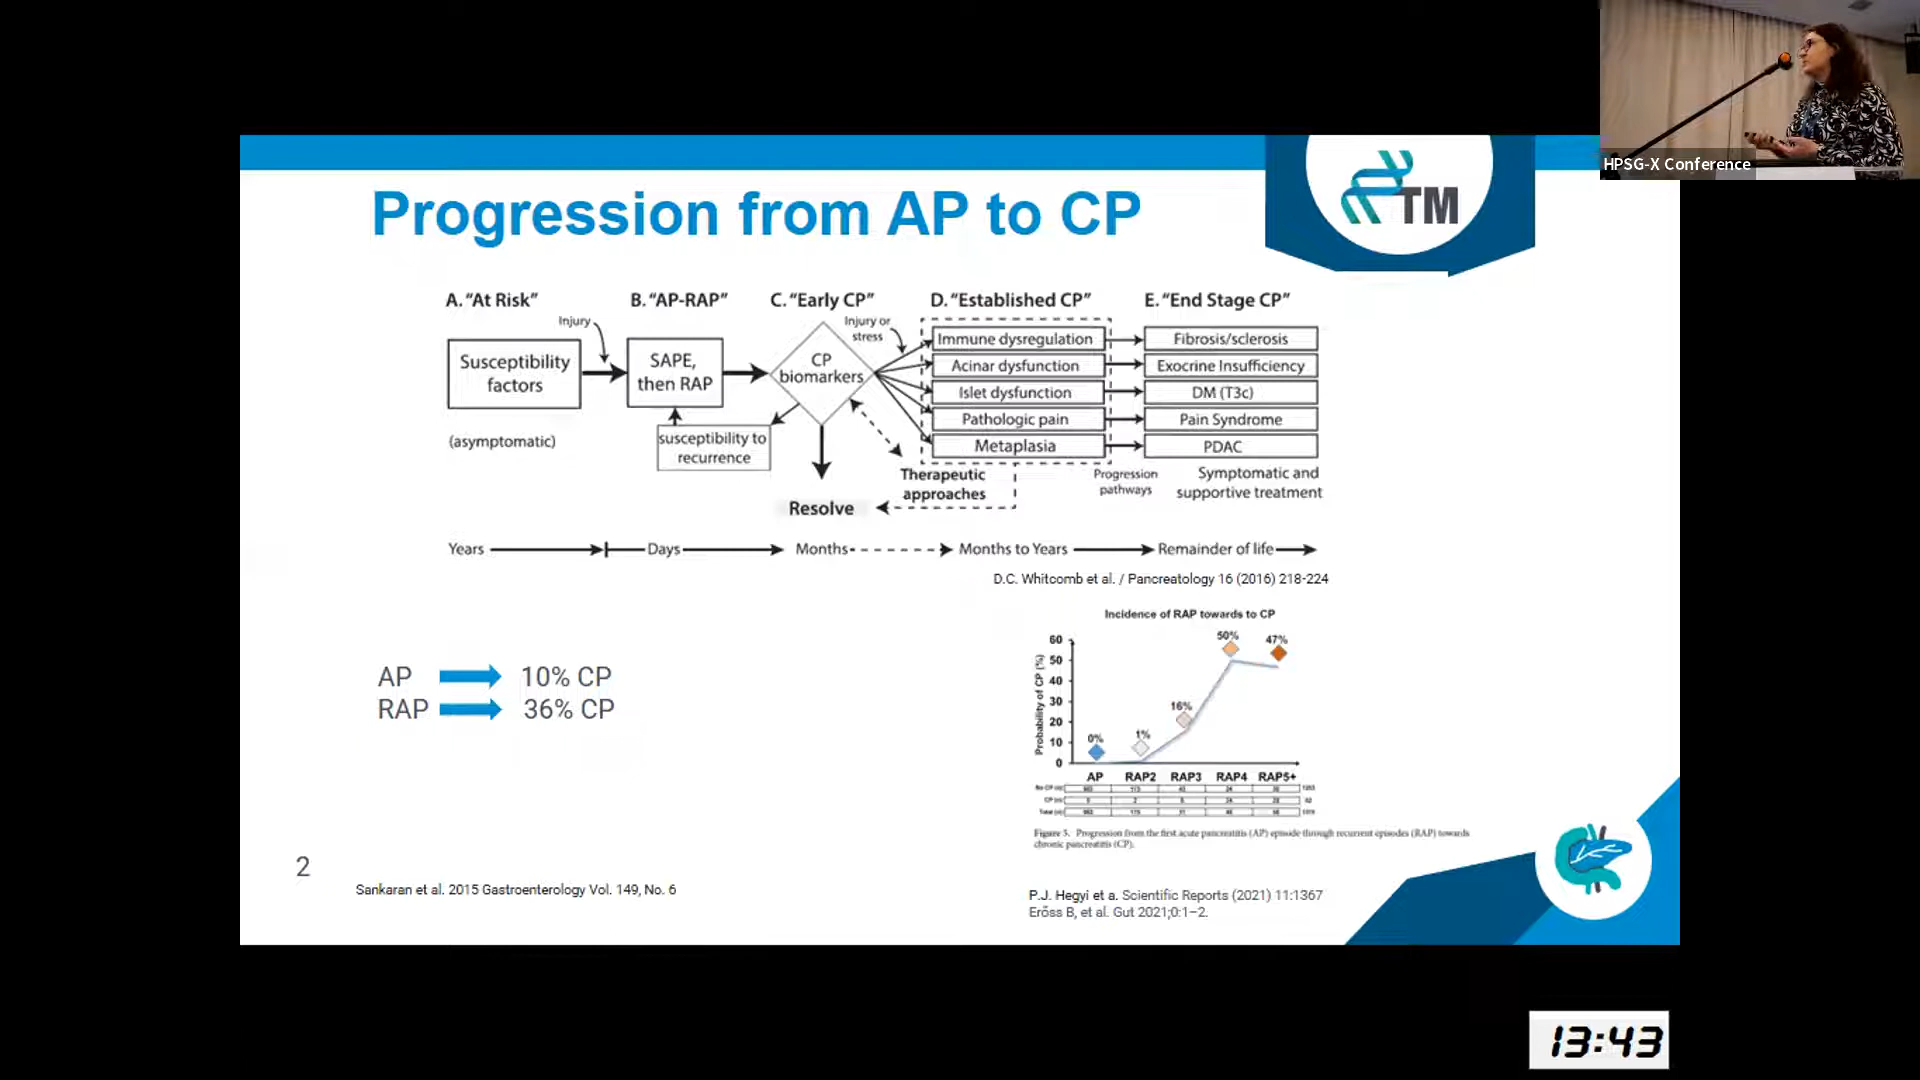 HPSG-X Conference
TM
Progression from AP to CP
A. “At Risk”
B. “AP-RAP”
C. “Early CP”
D. “Established CP”
E. “End Stage CP”
Injury
Injury or
stress
Susceptibility
factors
(asymptomatic)
SAPE,
then RAP
susceptibility to
recurrence
CP
biomarkers
Resolve
Therapeutic
approaches
Immune dysregulation
Acinar dysfunction
Islet dysfunction
Pathologic pain
Metaplasia
Progression
pathways
Fibrosis/sclerosis
Exocrine Insufficiency
DM (T3c)
Pain Syndrome
PDAC
Symptomatic and
supportive treatment
Years
Days
Months
Months to Years
Remainder of life
D.C. Whitcomb et al. / Pancreatology 16 (2016) 218-224
AP 10% CP
RAP 36% CP
Incidence of RAP towards to CP
Probability of CP (%)
60
50
40
30
20
10
0
0%
1%
16%
50%
47%
AP RAP2 RAP3 RAP4 RAP5+
No CP (n)
CP (n)
Total (n)
Figure 5. Progression from the first acute pancreatitis (AP) episode through recurrent episodes (RAP) towards
chronic pancreatitis (CP).
2
Sankaran et al. 2015 Gastroenterology Vol. 149, No. 6
P.J. Hegyi et a. Scientific Reports (2021) 11:1367
Erőss B, et al. Gut 2021;0:1–2.
13:43